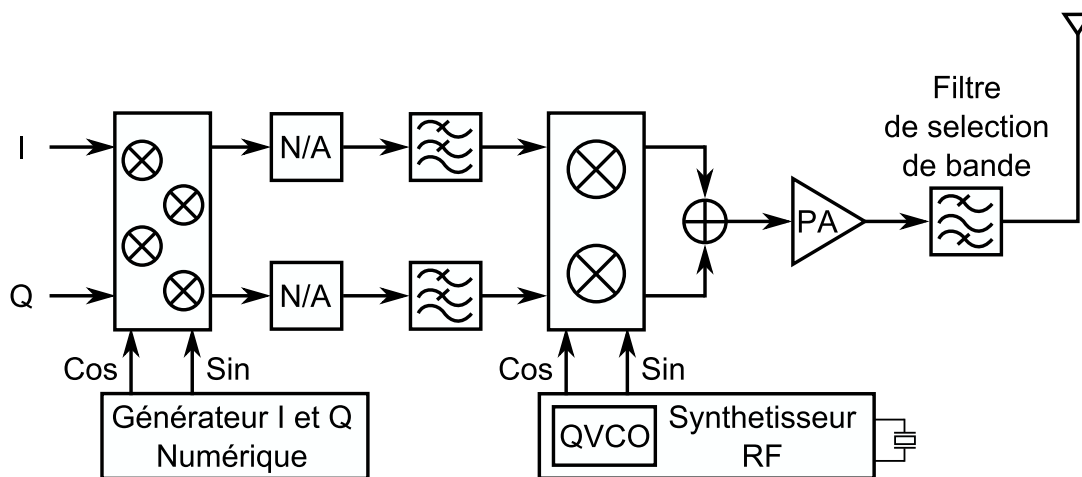 Filtre
de selection
de bande
I
N/A
PA
Q
N/A
Cos
Sin
Cos
Sin
Générateur I et Q
Numérique
QVCO
Synthetisseur
RF